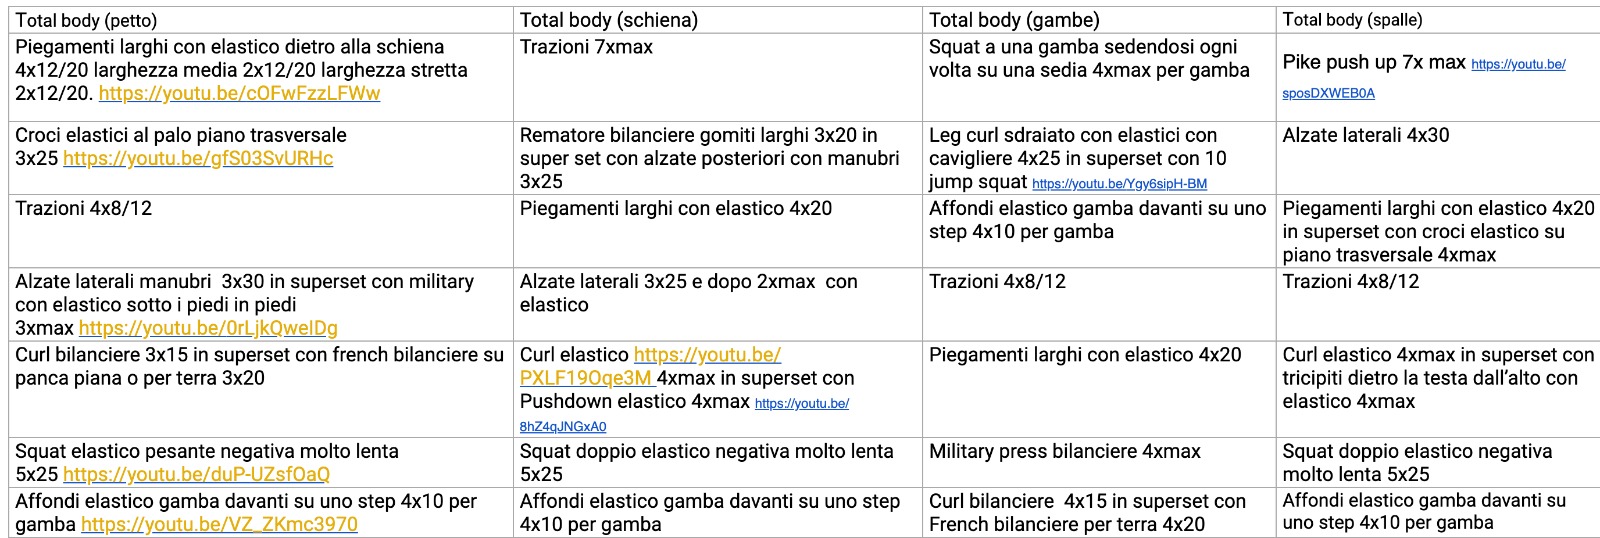 Total body (petto)
Total body (schiena)
Total body (gambe)
Total body (spalle)
Piegamenti larghi con elastico dietro alla schiena
4x12/20 larghezza media 2x12/20 larghezza stretta
2x12/20. https://youtu.be/cOFwFzzLFWw
Trazioni 7xmax
Squat a una gamba sedendosi ogni
volta su una sedia 4xmax per gamba
Pike push up 7x max https://youtu.be/
sposDXWEB0A
Croci elastici al palo piano trasversale
3x25 https://youtu.be/gfS03SvURHc
Rematore bilanciere gomiti larghi 3x20 in
super set con alzate posteriori con manubri
3x25
Leg curl sdraiato con elastici con
cavigliere 4x25 in superset con 10
jump squat https://youtu.be/Ygy6sipH-BM
Alzate laterali 4x30
Trazioni 4x8/12
Piegamenti larghi con elastico 4x20
Affondi elastico gamba davanti su uno
step 4x10 per gamba
Piegamenti larghi con elastico 4x20
in superset con croci elastico su
piano trasversale 4xmax
Alzate laterali manubri  3x30 in superset con military
con elastico sotto i piedi in piedi
3xmax https://youtu.be/0rLjkQweIDg
Alzate laterali 3x25 e dopo 2xmax  con
elastico
Trazioni 4x8/12
Trazioni 4x8/12
Curl bilanciere 3x15 in superset con french bilanciere su
panca piana o per terra 3x20
Curl elastico https://youtu.be/
PXLF19Oqe3M 4xmax in superset con
Pushdown elastico 4xmax https://youtu.be/
8hZ4qJNGxA0
Piegamenti larghi con elastico 4x20
Curl elastico 4xmax in superset con
tricipiti dietro la testa dall'alto con
elastico 4xmax
Squat elastico pesante negativa molto lenta
5x25 https://youtu.be/duP-UZsfOaQ
Squat doppio elastico negativa molto lenta
5x25
Military press bilanciere 4xmax
Squat doppio elastico negativa
molto lenta 5x25
Affondi elastico gamba davanti su uno step 4x10 per
gamba https://youtu.be/VZ_ZKmc3970
Affondi elastico gamba davanti su uno step
4x10 per gamba
Curl bilanciere  4x15 in superset con
French bilanciere per terra 4x20
Affondi elastico gamba davanti su
uno step 4x10 per gamba